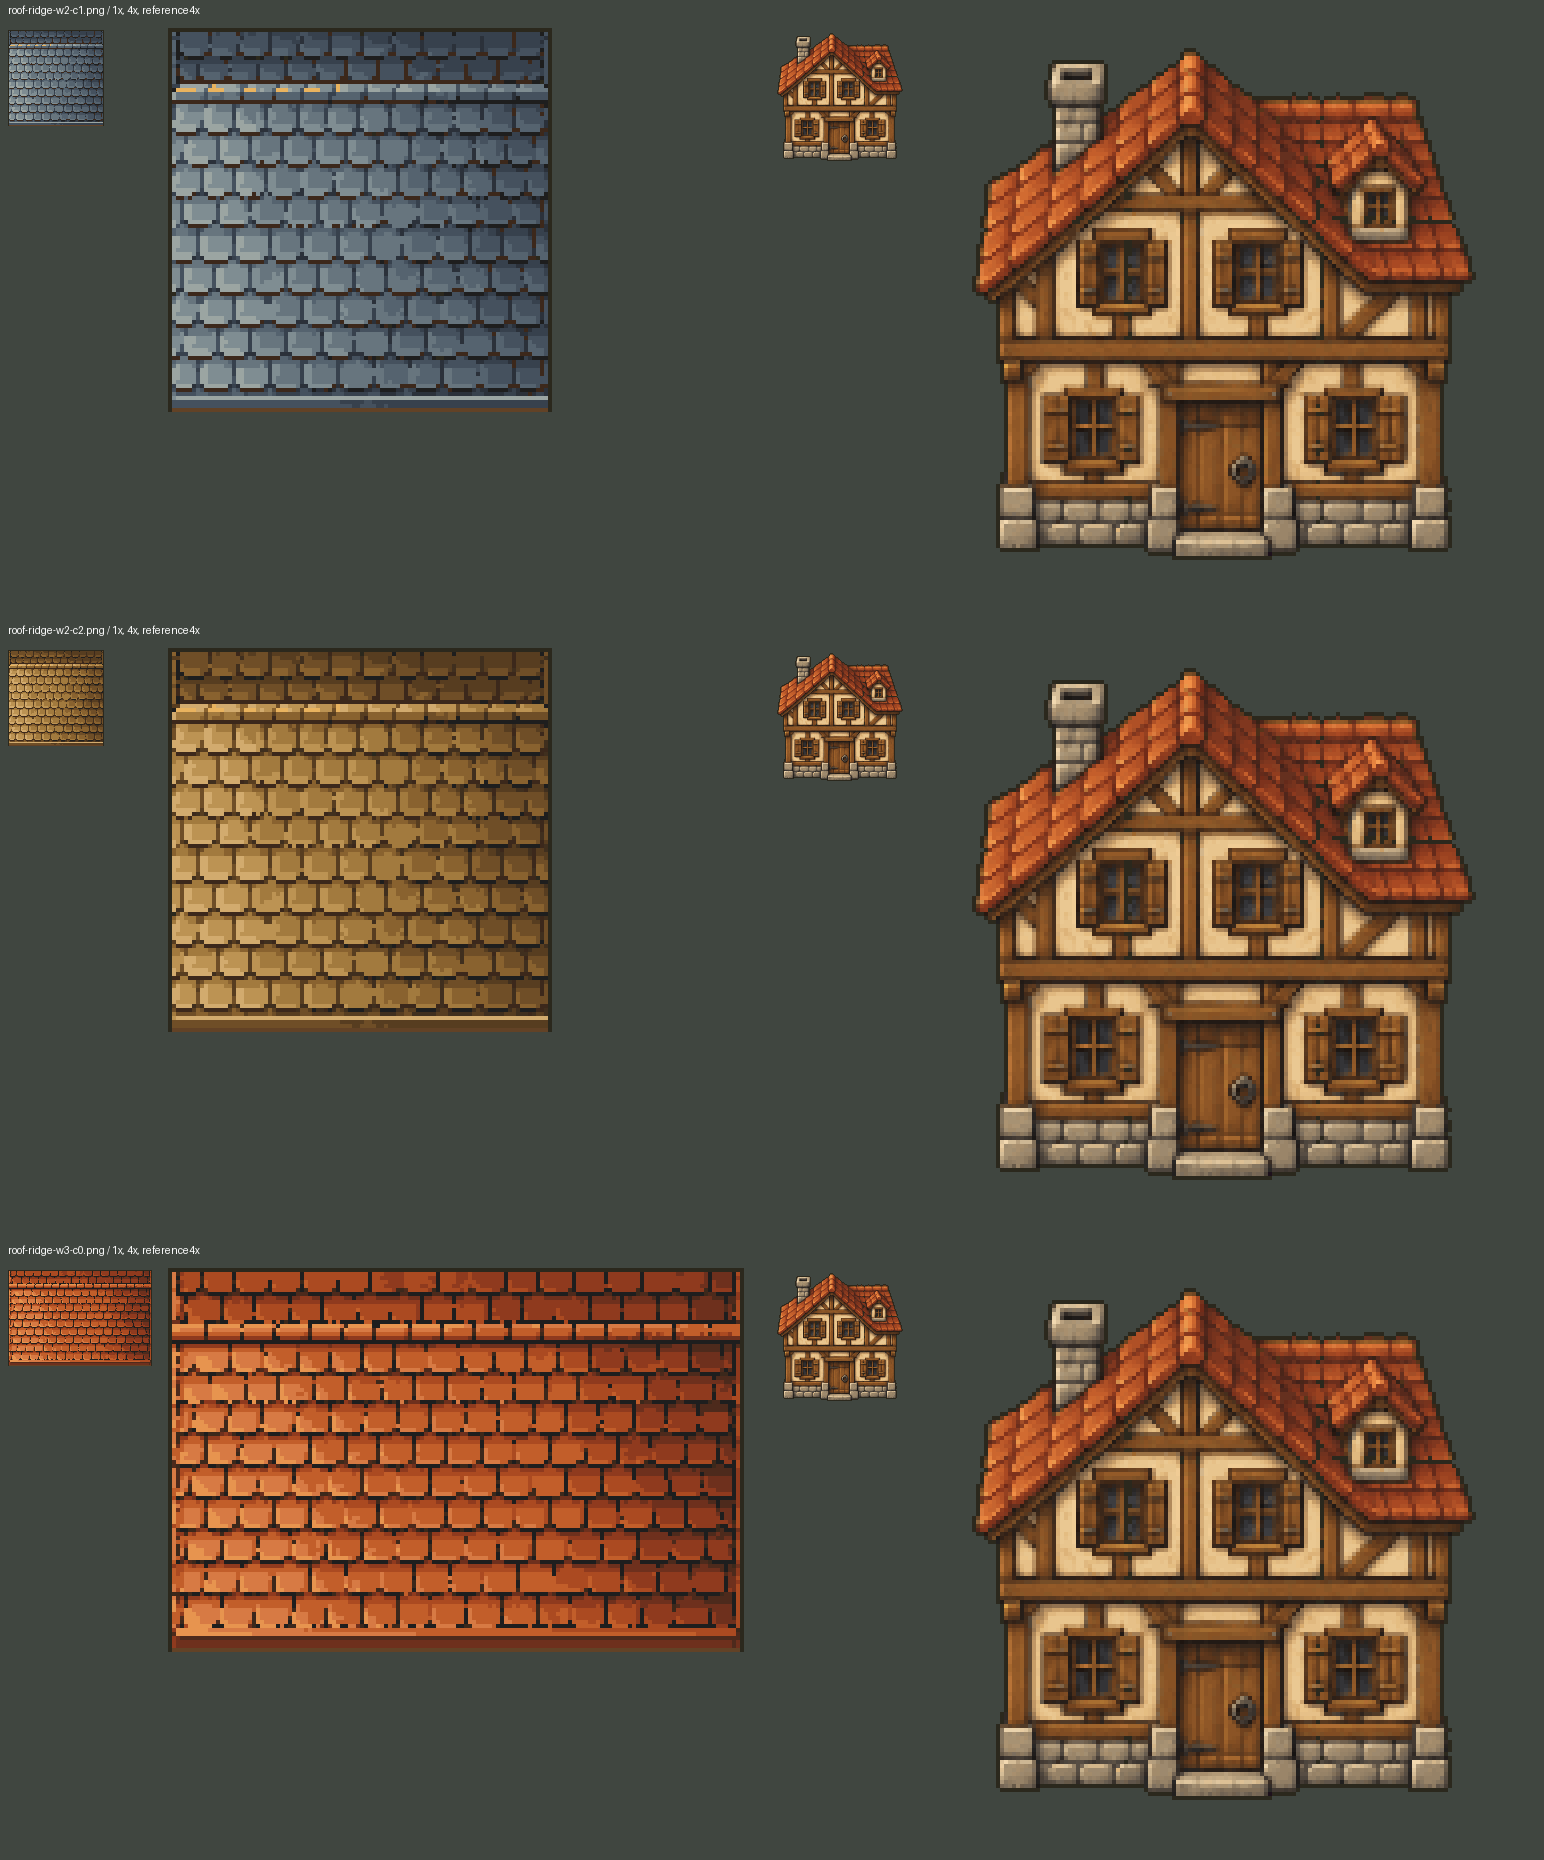 roof-ridge-w2-c1.png / 1x, 4x, reference4x
roof-ridge-w2-c2.png / 1x, 4x, reference4x
roof-ridge-w3-c0.png / 1x, 4x, reference4x